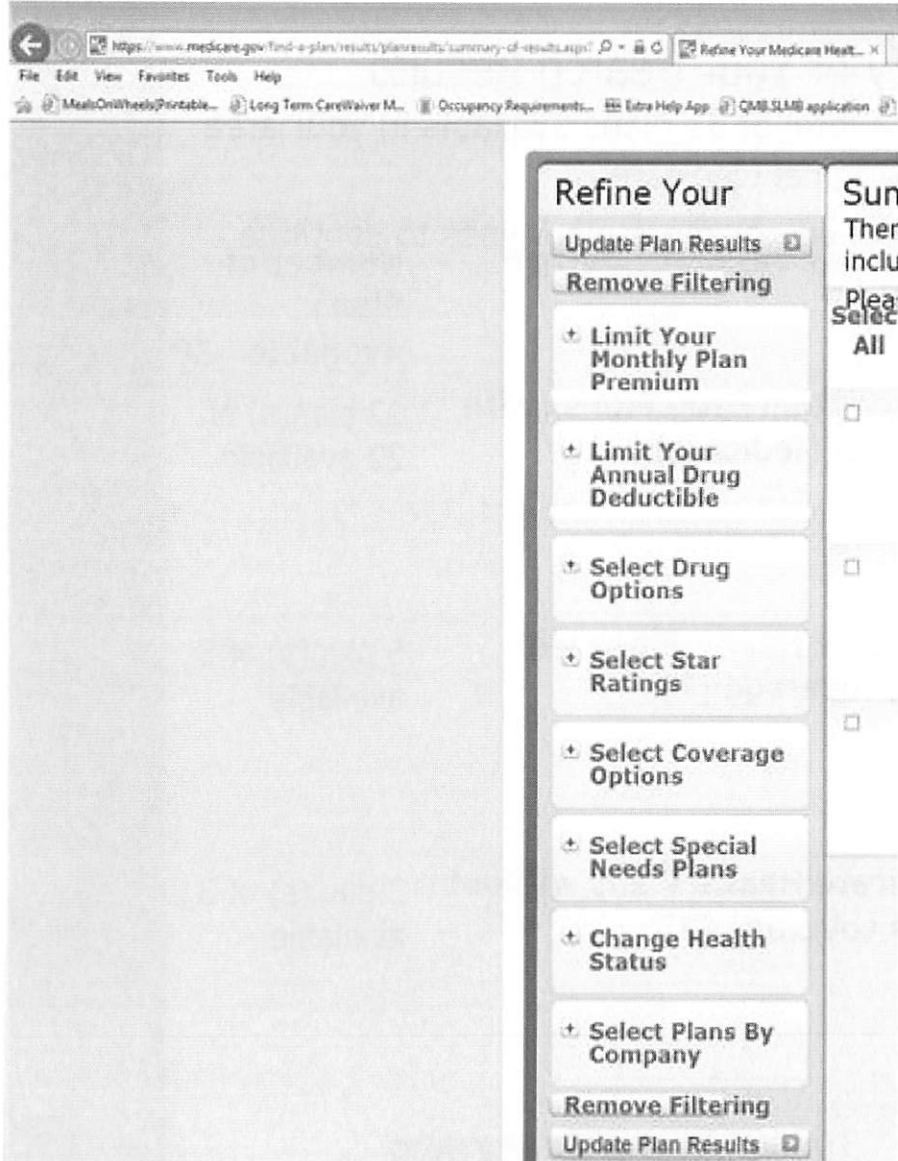 https://www.medicare.gov/find-a-plan/results/planresults/summary-of-results.aspx?
Refine Your Medicare Healt... ×
File Edit View Favorites Tools Help
MealsOnWheels(Printable... Long Term CareWaiver M... Occupancy Requirements... Extra Help App QMB.SLMB application
Refine Your
Update Plan Results
Remove Filtering
Limit Your
Monthly Plan
Premium
Limit Your
Annual Drug
Deductible
Select Drug
Options
Select Star
Ratings
Select Coverage
Options
Select Special
Needs Plans
Change Health
Status
Select Plans By
Company
Remove Filtering
Update Plan Results
Sum
Ther
inclu
Pleas
Select
All